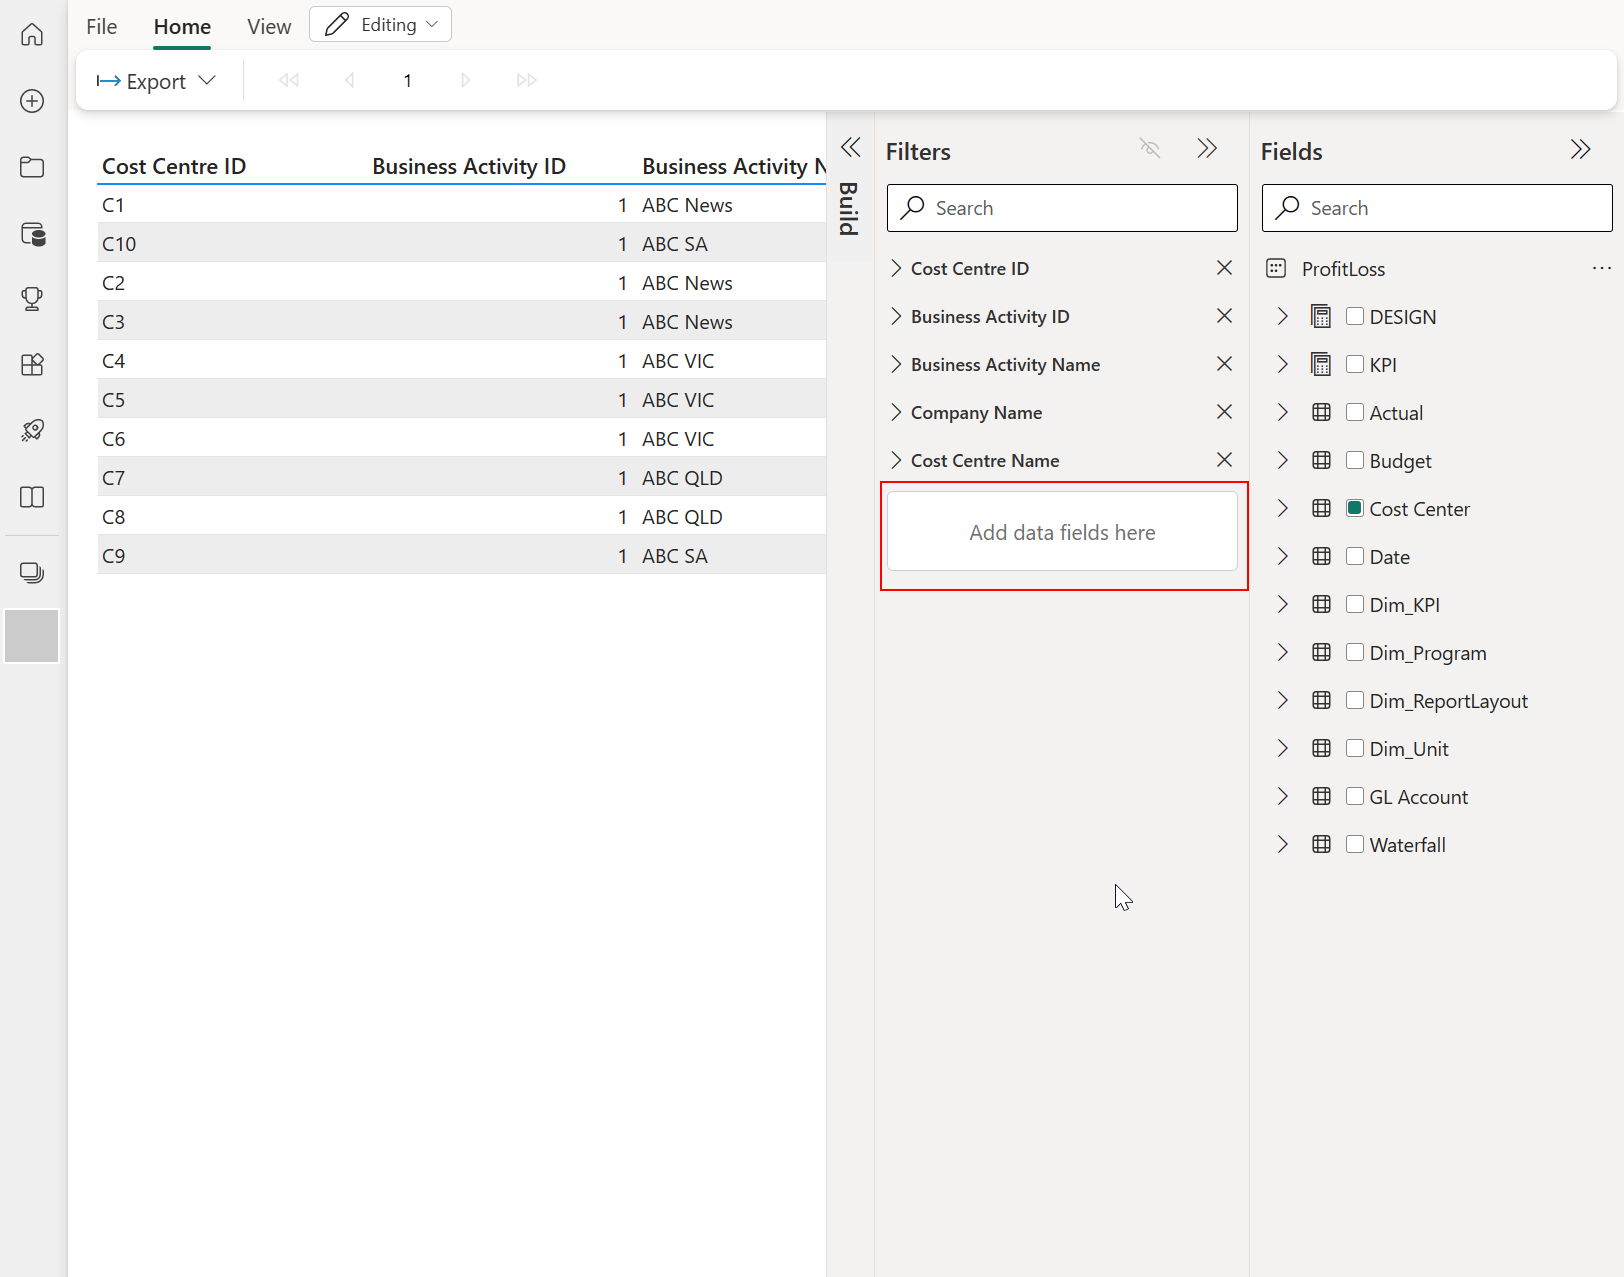 File Home View Editing
Export 1
Cost Centre ID Business Activity ID Business Activity N
C1 1 ABC News
C10 1 ABC SA
C2 1 ABC News
C3 1 ABC News
C4 1 ABC VIC
C5 1 ABC VIC
C6 1 ABC VIC
C7 1 ABC QLD
C8 1 ABC QLD
C9 1 ABC SA
Build
Filters
Search
Cost Centre ID
Business Activity ID
Business Activity Name
Company Name
Cost Centre Name
Add data fields here
Fields
Search
ProfitLoss
DESIGN
KPI
Actual
Budget
Cost Center
Date
Dim_KPI
Dim_Program
Dim_ReportLayout
Dim_Unit
GL Account
Waterfall